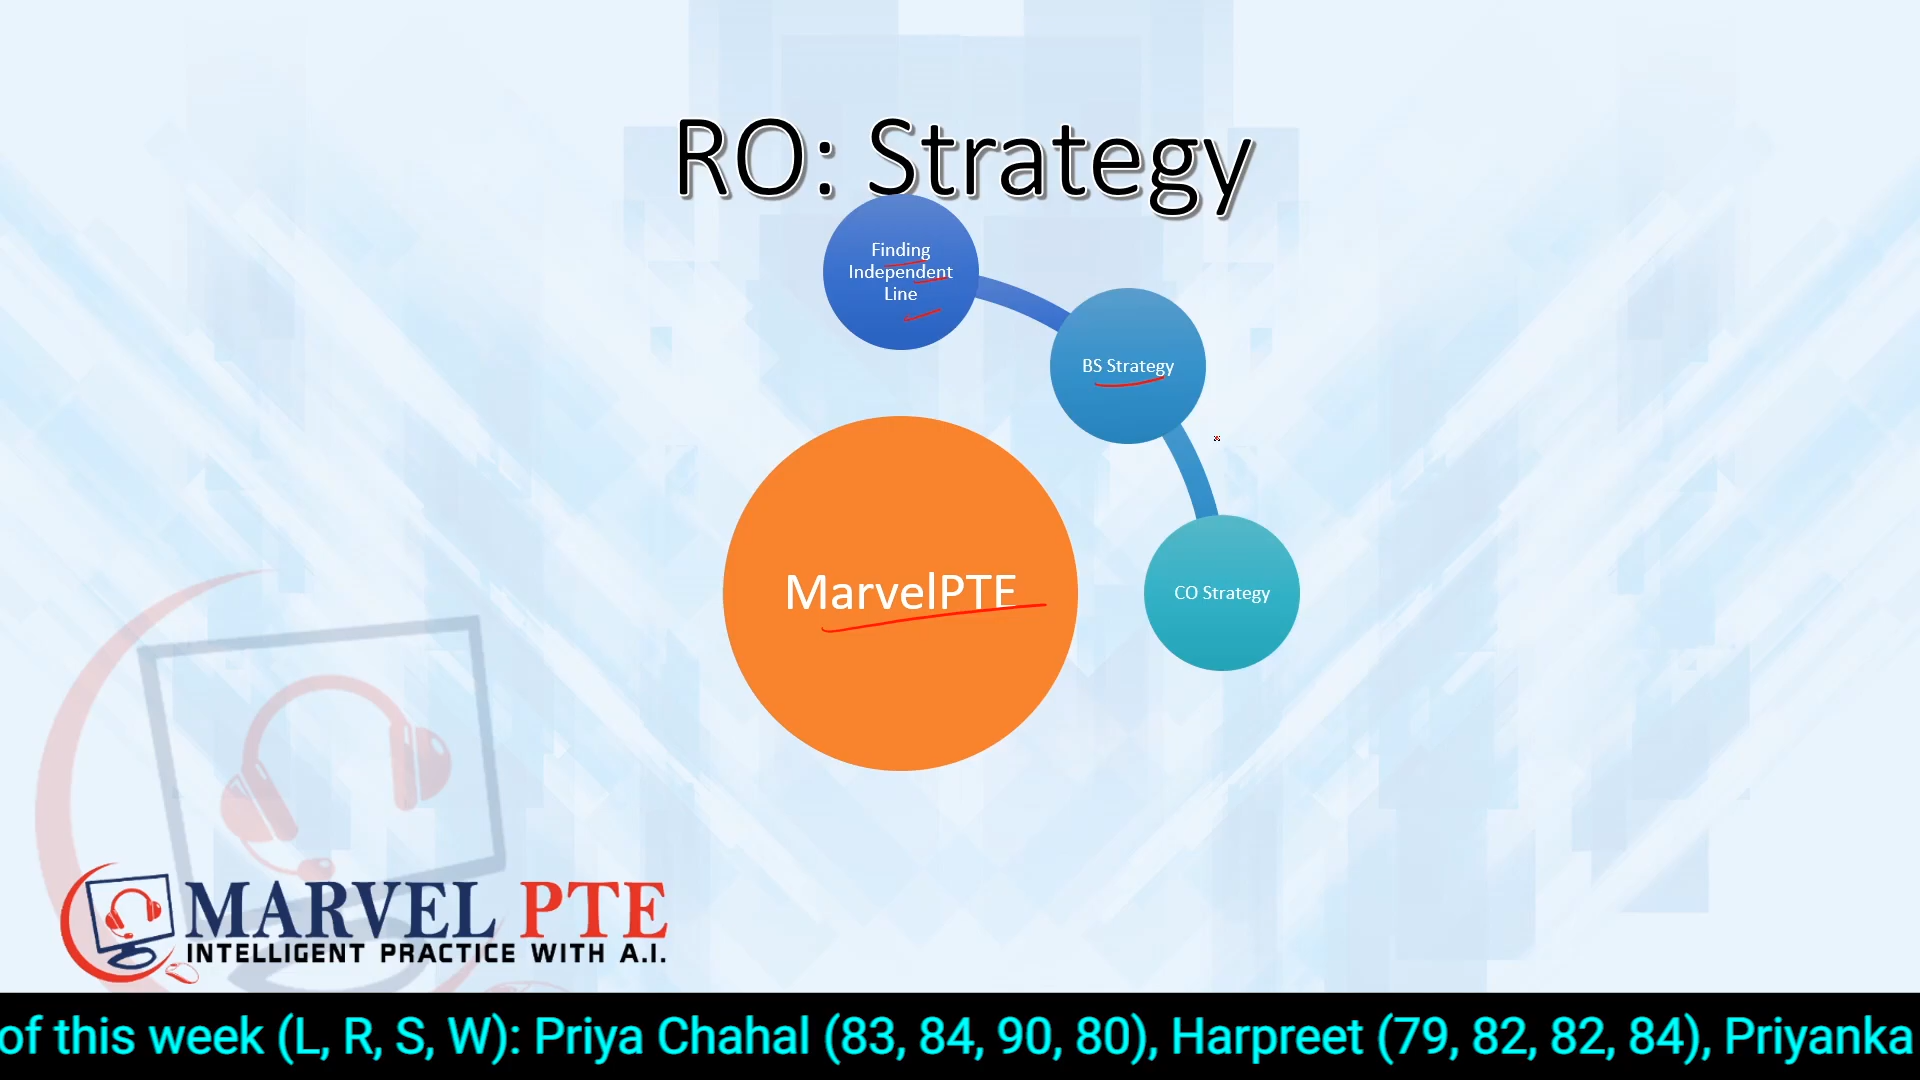 RO: Strategy
Finding
Independent
Line
BS Strategy
MarvelPTE
CO Strategy
MARVEL PTE
INTELLIGENT PRACTICE WITH A.I.
of this week (L, R, S, W): Priya Chahal (83, 84, 90, 80), Harpreet (79, 82, 82, 84), Priyanka